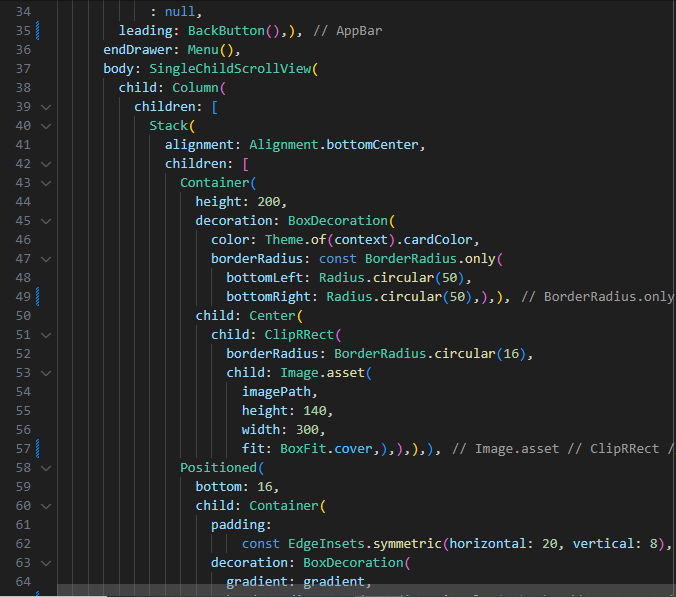 34 : null,
35 leading: BackButton(),), // AppBar
36 endDrawer: Menu(),
37 body: SingleChildScrollView(
38 child: Column(
39 children: [
40 Stack(
41 alignment: Alignment.bottomCenter,
42 children: [
43 Container(
44 height: 200,
45 decoration: BoxDecoration(
46 color: Theme.of(context).cardColor,
47 borderRadius: const BorderRadius.only(
48 bottomLeft: Radius.circular(50),
49 bottomRight: Radius.circular(50),),), // BorderRadius.only
50 child: Center(
51 child: ClipRRect(
52 borderRadius: BorderRadius.circular(16),
53 child: Image.asset(
54 imagePath,
55 height: 140,
56 width: 300,
57 fit: BoxFit.cover,),),),), // Image.asset // ClipRRect /
58 Positioned(
59 bottom: 16,
60 child: Container(
61 padding:
62 const EdgeInsets.symmetric(horizontal: 20, vertical: 8),
63 decoration: BoxDecoration(
64 gradient: gradient,